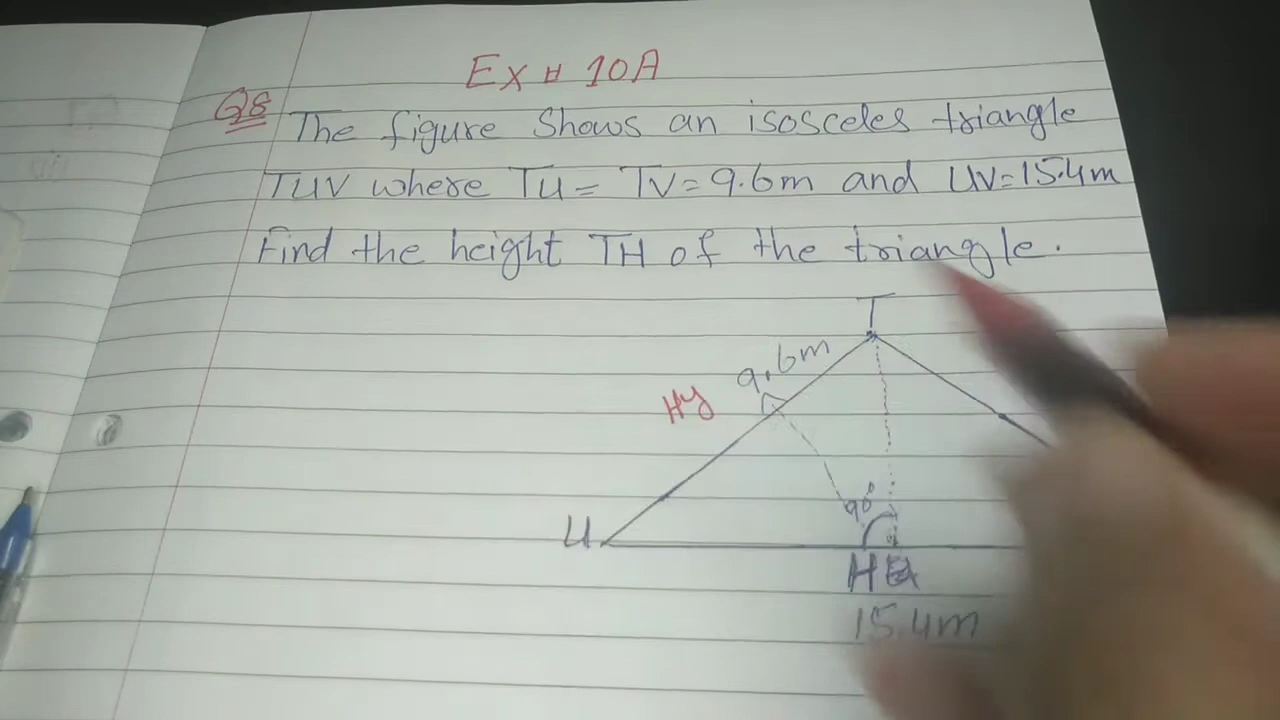 Ex # 10A
Q8
The figure Shows an isosceles triangle
TUV where TU = TV = 9.6m and UV = 15.4m
Find the height TH of the triangle.
T
9.6m
Hy
90°
U
H
15.4m